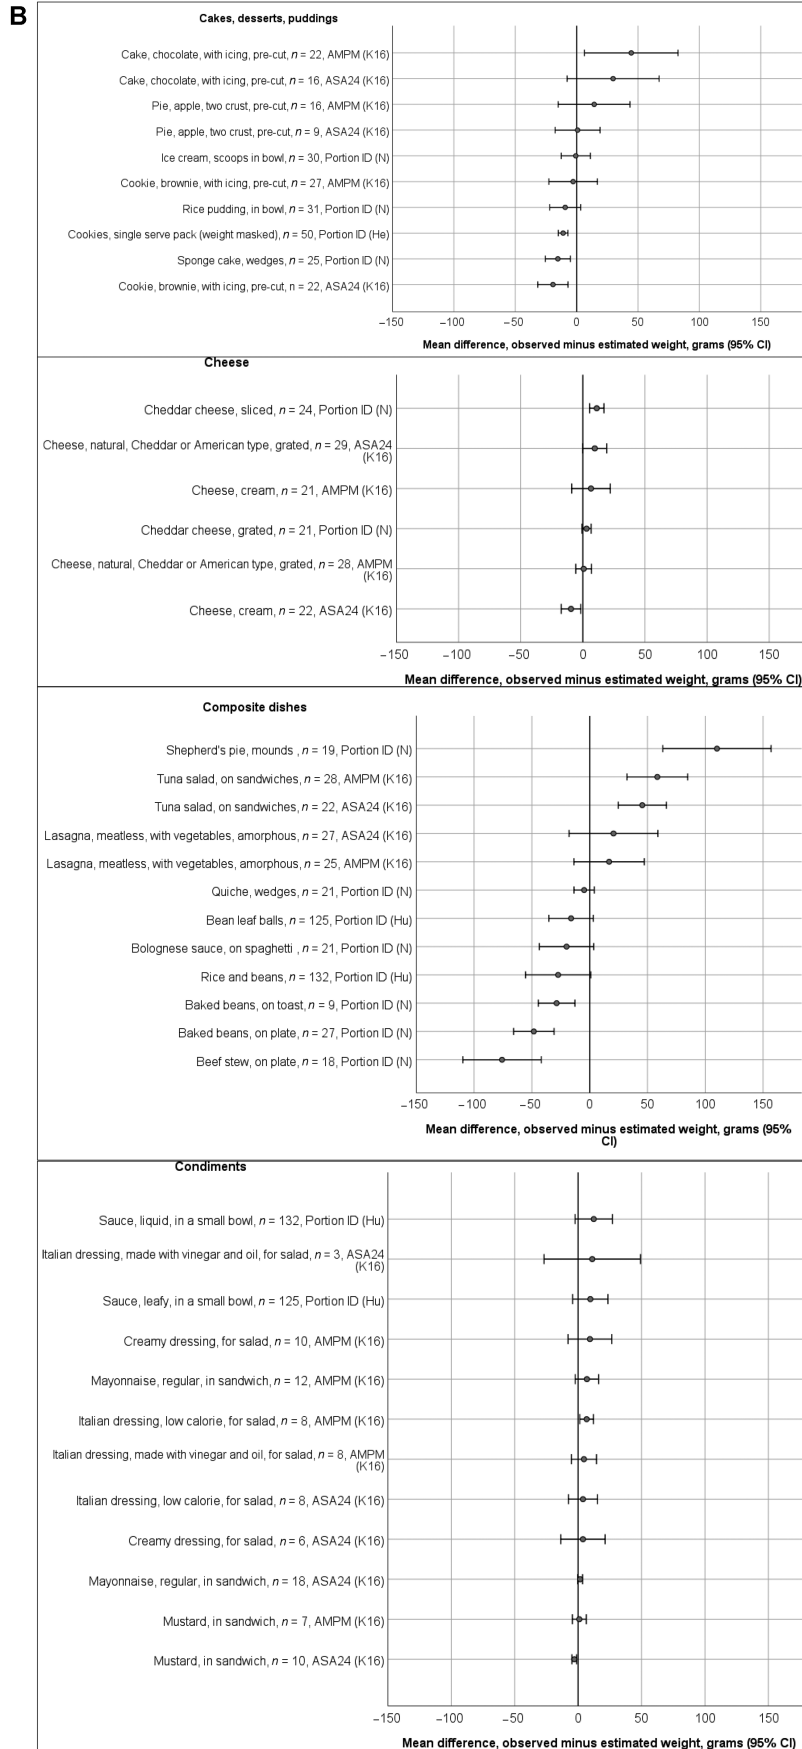 B
Cakes, desserts, puddings
Cake, chocolate, with icing, pre-cut, n = 22, AMPM (K16)
Cake, chocolate, with icing, pre-cut, n = 16, ASA24 (K16)
Pie, apple, two crust, pre-cut, n = 16, AMPM (K16)
Pie, apple, two crust, pre-cut, n = 9, ASA24 (K16)
Ice cream, scoops in bowl, n = 30, Portion ID (N)
Cookie, brownie, with icing, pre-cut, n = 27, AMPM (K16)
Rice pudding, in bowl, n = 31, Portion ID (N)
Cookies, single serve pack (weight masked), n = 50, Portion ID (He)
Sponge cake, wedges, n = 25, Portion ID (N)
Cookie, brownie, with icing, pre-cut, n = 22, ASA24 (K16)
−150 −100 −50 0 50 100 150
Mean difference, observed minus estimated weight, grams (95% CI)
Cheese
Cheddar cheese, sliced, n = 24, Portion ID (N)
Cheese, natural, Cheddar or American type, grated, n = 29, ASA24
(K16)
Cheese, cream, n = 21, AMPM (K16)
Cheddar cheese, grated, n = 21, Portion ID (N)
Cheese, natural, Cheddar or American type, grated, n = 28, AMPM
(K16)
Cheese, cream, n = 22, ASA24 (K16)
−150 −100 −50 0 50 100 150
Mean difference, observed minus estimated weight, grams (95% CI)
Composite dishes
Shepherd's pie, mounds , n = 19, Portion ID (N)
Tuna salad, on sandwiches, n = 28, AMPM (K16)
Tuna salad, on sandwiches, n = 22, ASA24 (K16)
Lasagna, meatless, with vegetables, amorphous, n = 27, ASA24 (K16)
Lasagna, meatless, with vegetables, amorphous, n = 25, AMPM (K16)
Quiche, wedges, n = 21, Portion ID (N)
Bean leaf balls, n = 125, Portion ID (Hu)
Bolognese sauce, on spaghetti , n = 21, Portion ID (N)
Rice and beans, n = 132, Portion ID (Hu)
Baked beans, on toast, n = 9, Portion ID (N)
Baked beans, on plate, n = 27, Portion ID (N)
Beef stew, on plate, n = 18, Portion ID (N)
−150 −100 −50 0 50 100 150
Mean difference, observed minus estimated weight, grams (95%
CI)
Condiments
Sauce, liquid, in a small bowl, n = 132, Portion ID (Hu)
Italian dressing, made with vinegar and oil, for salad, n = 3, ASA24
(K16)
Sauce, leafy, in a small bowl, n = 125, Portion ID (Hu)
Creamy dressing, for salad, n = 10, AMPM (K16)
Mayonnaise, regular, in sandwich, n = 12, AMPM (K16)
Italian dressing, low calorie, for salad, n = 8, AMPM (K16)
Italian dressing, made with vinegar and oil, for salad, n = 8, AMPM
(K16)
Italian dressing, low calorie, for salad, n = 8, ASA24 (K16)
Creamy dressing, for salad, n = 6, ASA24 (K16)
Mayonnaise, regular, in sandwich, n = 18, ASA24 (K16)
Mustard, in sandwich, n = 7, AMPM (K16)
Mustard, in sandwich, n = 10, ASA24 (K16)
−150 −100 −50 0 50 100 150
Mean difference, observed minus estimated weight, grams (95% CI)